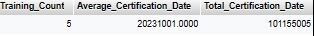 Training_Count Average_Certification_Date Total_Certification_Date
5 20231001.0000 101155005